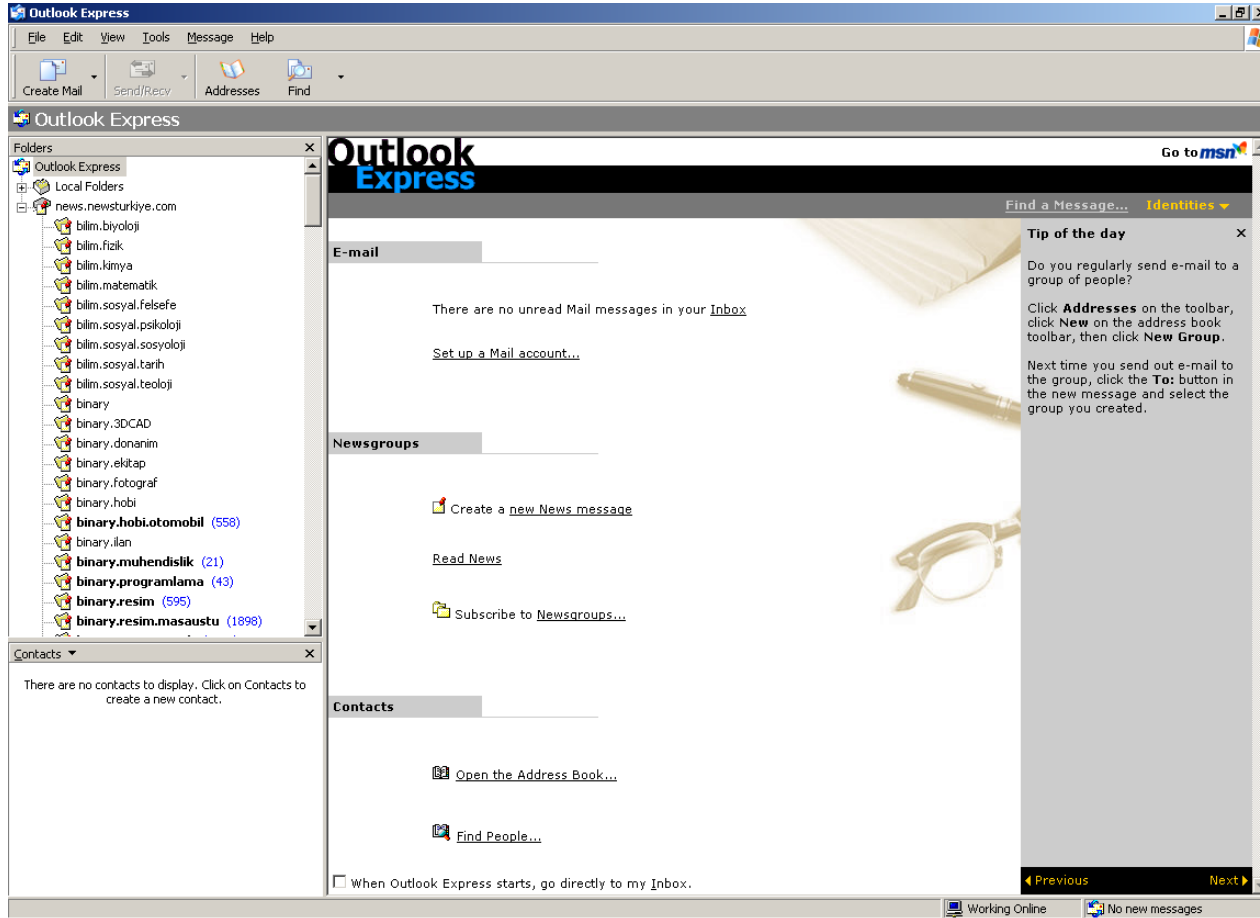 Outlook Express
File Edit View Tools Message Help
Create Mail Send/Recv Addresses Find
Outlook Express
Folders
Outlook Express
Local Folders
news.newsturkiye.com
bilim.biyoloji
bilim.fizik
bilim.kimya
bilim.matematik
bilim.sosyal.felsefe
bilim.sosyal.psikoloji
bilim.sosyal.sosyoloji
bilim.sosyal.tarih
bilim.sosyal.teoloji
binary
binary.3DCAD
binary.donanim
binary.ekitap
binary.fotograf
binary.hobi
binary.hobi.otomobil (558)
binary.ilan
binary.muhendislik (21)
binary.programlama (43)
binary.resim (595)
binary.resim.masaustu (1898)
Contacts
There are no contacts to display. Click on Contacts to
create a new contact.
Outlook
Express
Go to msn
Find a Message... Identities
E-mail
There are no unread Mail messages in your Inbox
Set up a Mail account...
Newsgroups
Create a new News message
Read News
Subscribe to Newsgroups...
Contacts
Open the Address Book...
Find People...
When Outlook Express starts, go directly to my Inbox.
Tip of the day
Do you regularly send e-mail to a
group of people?
Click Addresses on the toolbar,
click New on the address book
toolbar, then click New Group.
Next time you send out e-mail to
the group, click the To: button in
the new message and select the
group you created.
Previous Next
Working Online No new messages